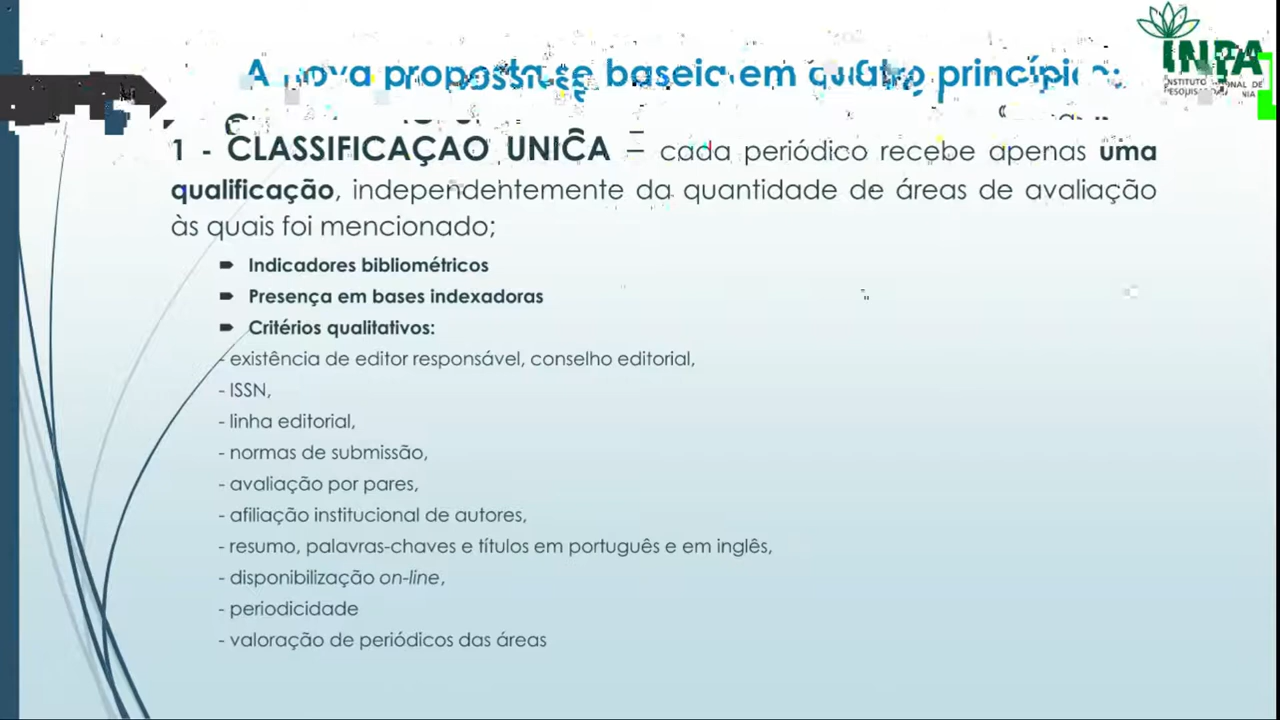 A nova proposta se baseia em quatro princípios:
INPA
1 - CLASSIFICAÇÃO ÚNICA – cada periódico recebe apenas uma
qualificação, independentemente da quantidade de áreas de avaliação
às quais foi mencionado;
Indicadores bibliométricos
Presença em bases indexadoras
Critérios qualitativos:
- existência de editor responsável, conselho editorial,
- ISSN,
- linha editorial,
- normas de submissão,
- avaliação por pares,
- afiliação institucional de autores,
- resumo, palavras-chaves e títulos em português e em inglês,
- disponibilização on-line,
- periodicidade
- valoração de periódicos das áreas